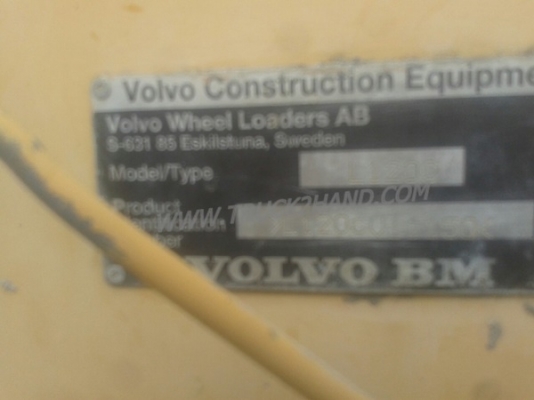 Volvo Construction Equipme
Volvo Wheel Loaders AB
S-631 85 Eskilstuna, Sweden
Model/Type
Product
WWW.TRUCK2HAND.COM
VOLVO BM